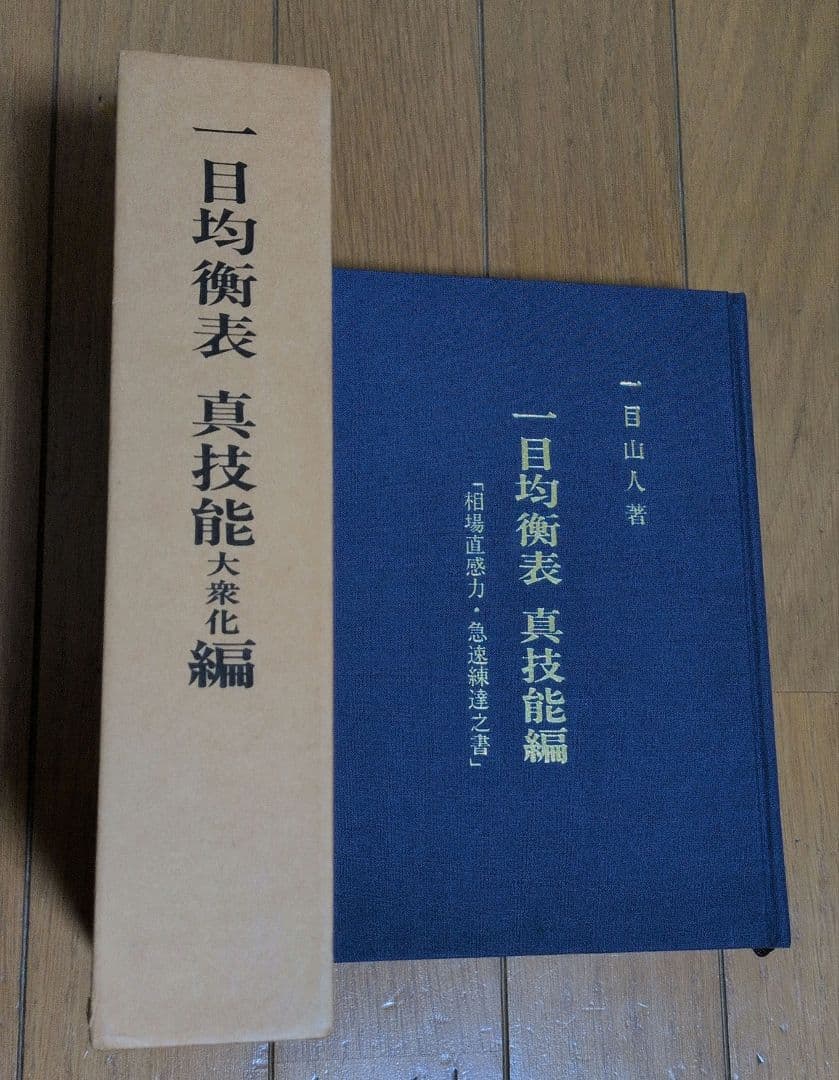 一目均衡表 真技能大衆化編
一目山人著
一目均衡表 真技能編
「相場直感力・急速練達之書」